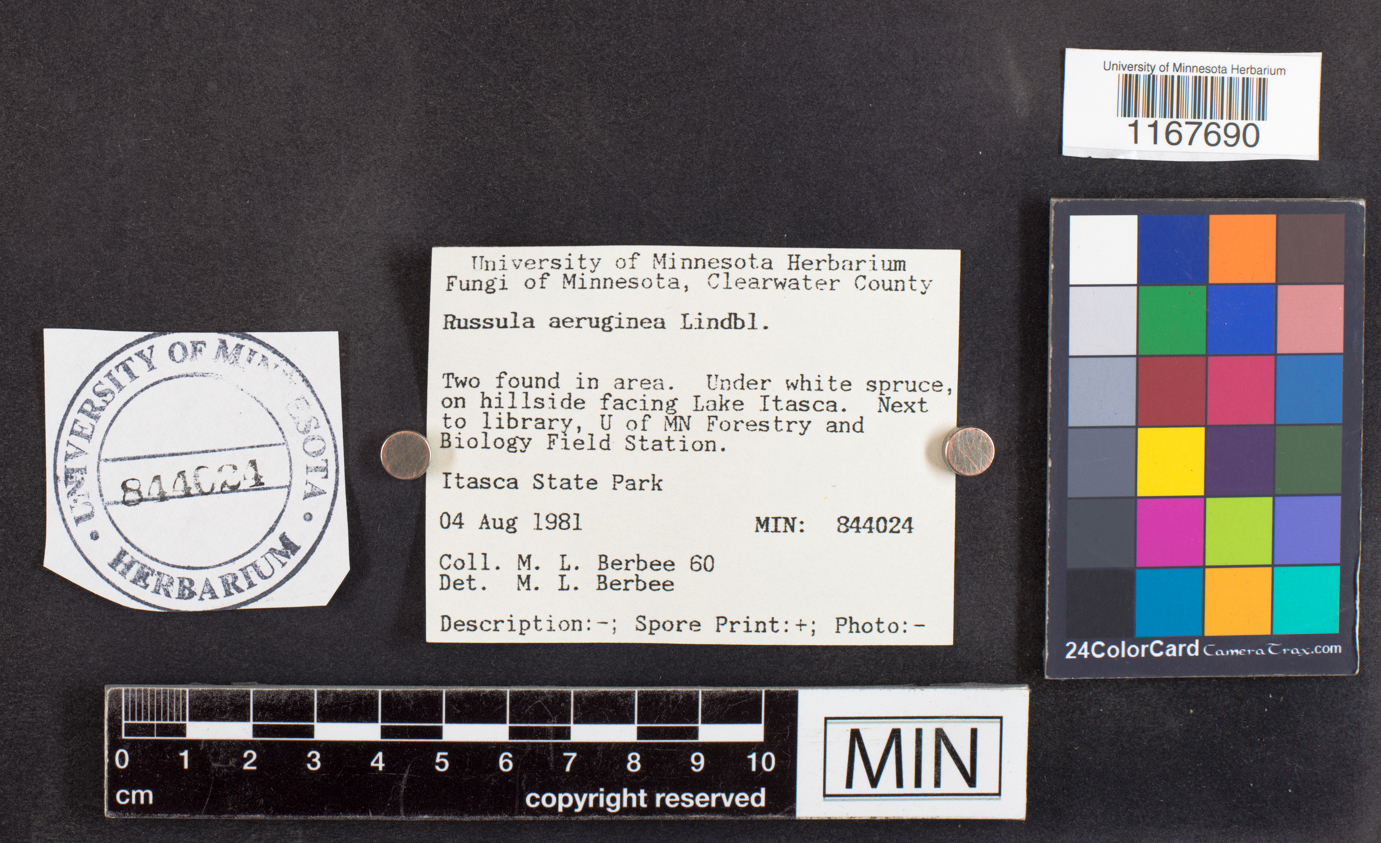 University of Minnesota Herbarium
1167690
University of Minnesota Herbarium
Fungi of Minnesota, Clearwater County
Russula aeruginea Lindbl.
Two found in area. Under white spruce,
on hillside facing Lake Itasca. Next
to library, U of MN Forestry and
Biology Field Station.
Itasca State Park
04 Aug 1981 MIN: 844024
Coll. M. L. Berbee 60
Det. M. L. Berbee
Description:-; Spore Print:+; Photo:-
UNIVERSITY OF MINNESOTA
844024
• HERBARIUM •
24ColorCard CameraTrax.com
0 1 2 3 4 5 6 7 8 9 10
cm
copyright reserved
MIN